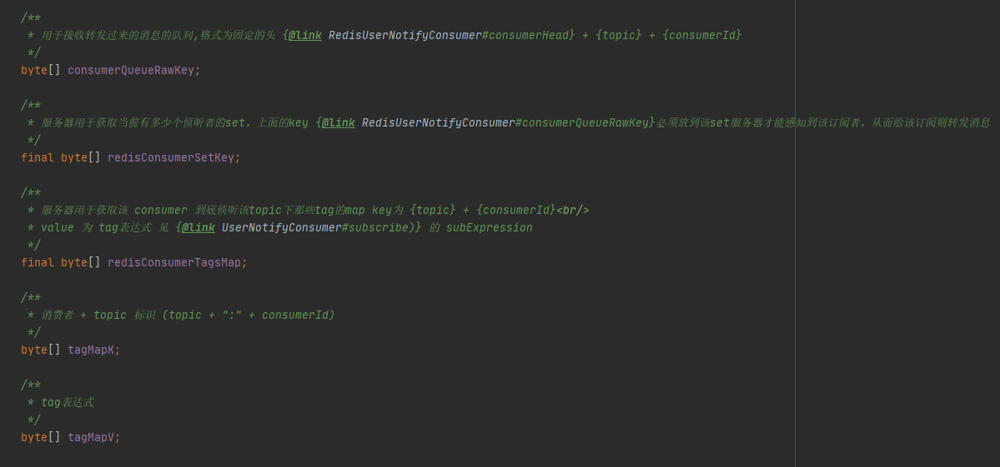 /**
 * 用于接收转发过来的消息的队列,格式为固定的头 {@link RedisUserNotifyConsumer#consumerHead} + {topic} + {consumerId}
 */
byte[] consumerQueueRawKey;
/**
 * 服务器用于获取当前有多少个侦听者的set，上面的key {@link RedisUserNotifyConsumer#consumerQueueRawKey}必须放到该set服务器才能感知到该订阅者，从而给该订阅则转发消息
 */
final byte[] redisConsumerSetKey;
/**
 * 服务器用于获取该 consumer 到底侦听该topic下那些tag的map key为 {topic} + {consumerId}<br/>
 * value 为 tag表达式 见 {@link UserNotifyConsumer#subscribe)} 的 subExpression
 */
final byte[] redisConsumerTagsMap;
/**
 * 消费者 + topic 标识 (topic + ":" + consumerId)
 */
byte[] tagMapK;
/**
 * tag表达式
 */
byte[] tagMapV;